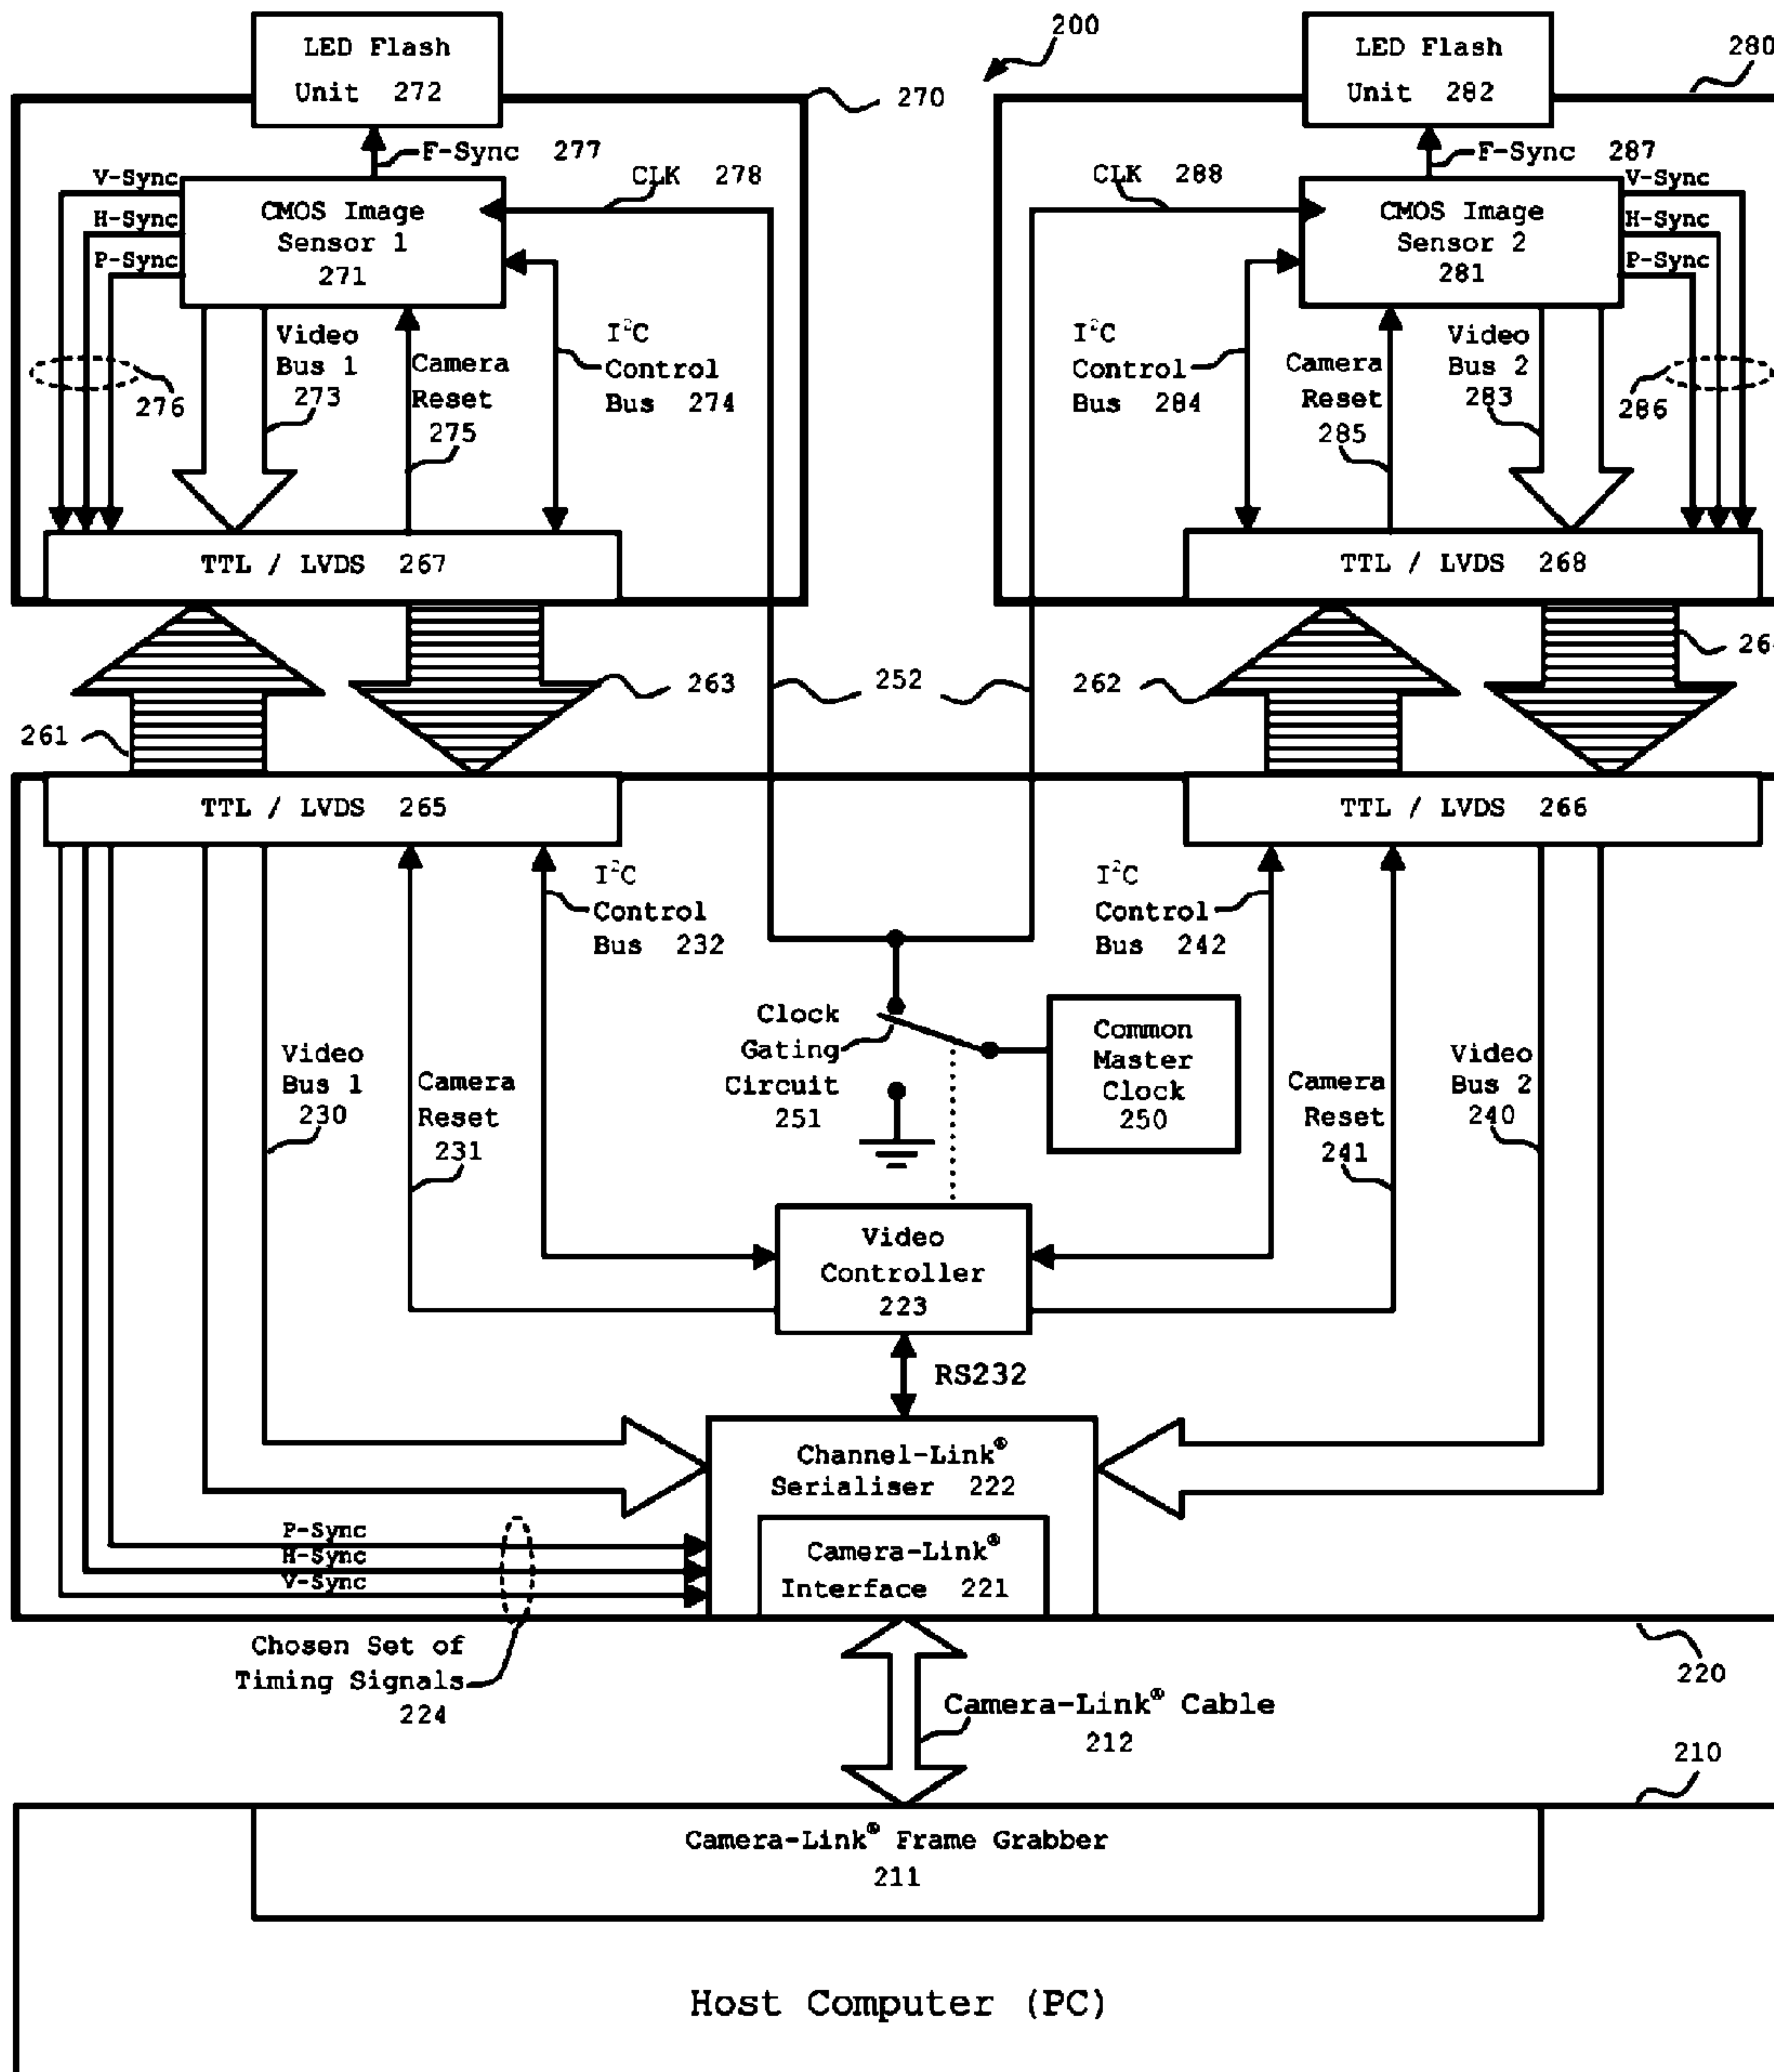 LED Flash
Unit 272
200
LED Flash
Unit 282
280
270
F-Sync 277
F-Sync 287
V-Sync
H-Sync
P-Sync
CMOS Image
Sensor 1
271
CLK 278
CLK 288
CMOS Image
Sensor 2
281
V-Sync
H-Sync
P-Sync
276
Video
Bus 1
273
Camera
Reset
275
I²C
Control
Bus 274
I²C
Control
Bus 284
Camera
Reset
285
Video
Bus 2
283
286
TTL / LVDS 267
TTL / LVDS 268
261
263
252
262
TTL / LVDS 265
TTL / LVDS 266
I²C
Control
Bus 232
I²C
Control
Bus 242
Video
Bus 1
230
Camera
Reset
231
Clock
Gating
Circuit
251
Common
Master
Clock
250
Camera
Reset
241
Video
Bus 2
240
Video
Controller
223
RS232
Channel-Link®
Serialiser 222
P-Sync
H-Sync
V-Sync
Camera-Link®
Interface 221
Chosen Set of
Timing Signals
224
220
Camera-Link® Cable
212
210
Camera-Link® Frame Grabber
211
Host Computer (PC)